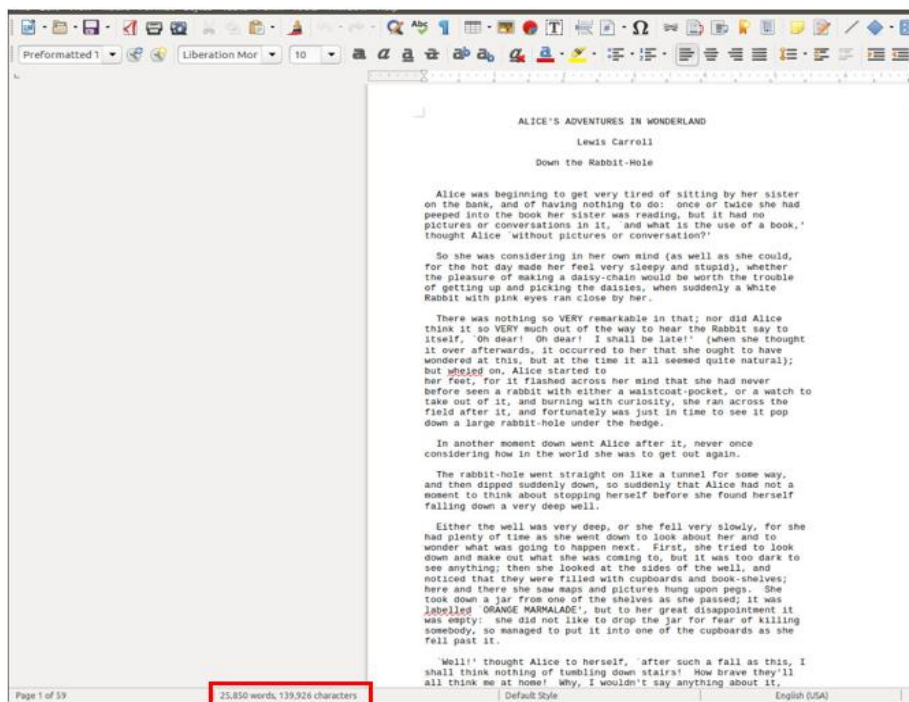 Preformatted T
Liberation Mor
10
ALICE'S ADVENTURES IN WONDERLAND
Lewis Carroll
Down the Rabbit-Hole
Alice was beginning to get very tired of sitting by her sister
on the bank, and of having nothing to do:  once or twice she had
peeped into the book her sister was reading, but it had no
pictures or conversations in it, `and what is the use of a book,'
thought Alice `without pictures or conversation?'
So she was considering in her own mind (as well as she could,
for the hot day made her feel very sleepy and stupid), whether
the pleasure of making a daisy-chain would be worth the trouble
of getting up and picking the daisies, when suddenly a White
Rabbit with pink eyes ran close by her.
There was nothing so VERY remarkable in that; nor did Alice
think it so VERY much out of the way to hear the Rabbit say to
itself, `Oh dear!  Oh dear!  I shall be late!'  (when she thought
it over afterwards, it occurred to her that she ought to have
wondered at this, but at the time it all seemed quite natural);
but wheied on, Alice started to
her feet, for it flashed across her mind that she had never
before seen a rabbit with either a waistcoat-pocket, or a watch to
take out of it, and burning with curiosity, she ran across the
field after it, and fortunately was just in time to see it pop
down a large rabbit-hole under the hedge.
In another moment down went Alice after it, never once
considering how in the world she was to get out again.
The rabbit-hole went straight on like a tunnel for some way,
and then dipped suddenly down, so suddenly that Alice had not a
moment to think about stopping herself before she found herself
falling down a very deep well.
Either the well was very deep, or she fell very slowly, for she
had plenty of time as she went down to look about her and to
wonder what was going to happen next.  First, she tried to look
down and make out what she was coming to, but it was too dark to
see anything; then she looked at the sides of the well, and
noticed that they were filled with cupboards and book-shelves;
here and there she saw maps and pictures hung upon pegs.  She
took down a jar from one of the shelves as she passed; it was
labelled `ORANGE MARMALADE', but to her great disappointment it
was empty:  she did not like to drop the jar for fear of killing
somebody, so managed to put it into one of the cupboards as she
fell past it.
`Well!' thought Alice to herself, `after such a fall as this, I
shall think nothing of tumbling down stairs!  How brave they'll
all think me at home!  Why, I wouldn't say anything about it,
Page 1 of 59
25,850 words, 139,926 characters
Default Style
English (USA)